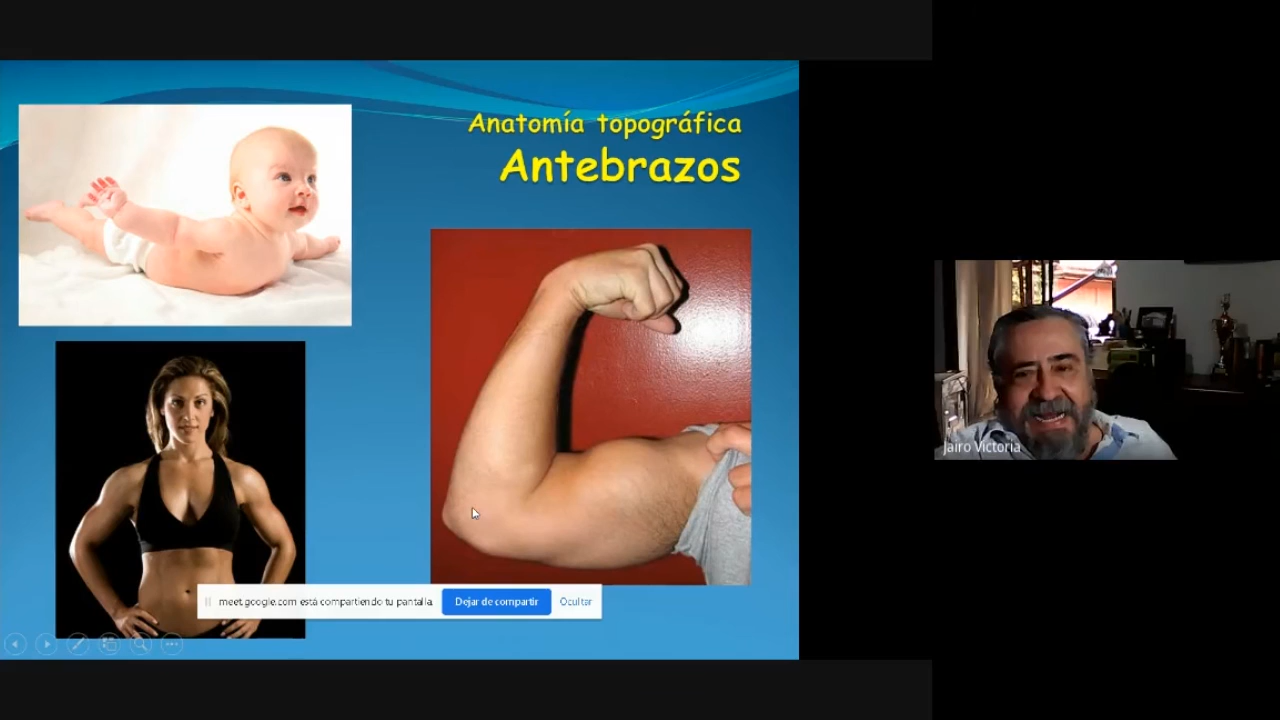 Anatomía topográfica
Antebrazos
Jairo Victoria
meet.google.com está compartiendo tu pantalla.
Dejar de compartir
Ocultar